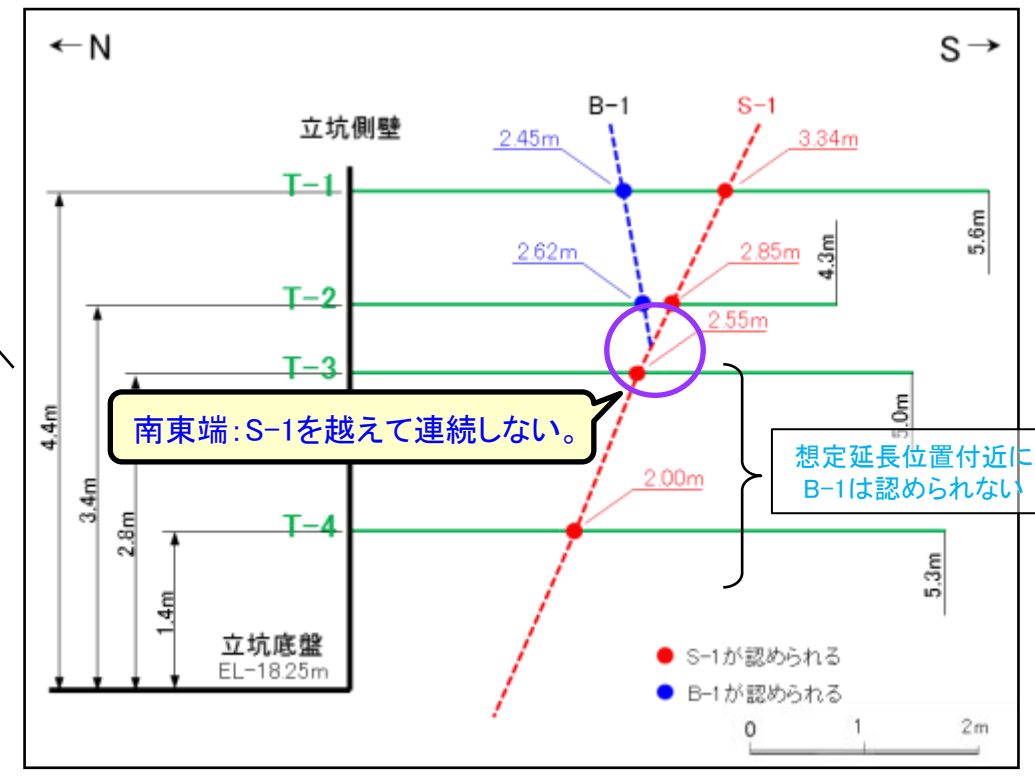 ←N
S→
B-1
S-1
立坑側壁
2.45m
3.34m
T-1
2.62m
2.85m
4.3m
5.6m
T-2
2.55m
T-3
南東端:S-1を越えて連続しない。
5.0m
想定延長位置付近に
B-1は認められない
4.4m
3.4m
2.8m
2.00m
T-4
1.4m
5.3m
立坑底盤
EL-18.25m
S-1が認められる
B-1が認められる
0 1 2m